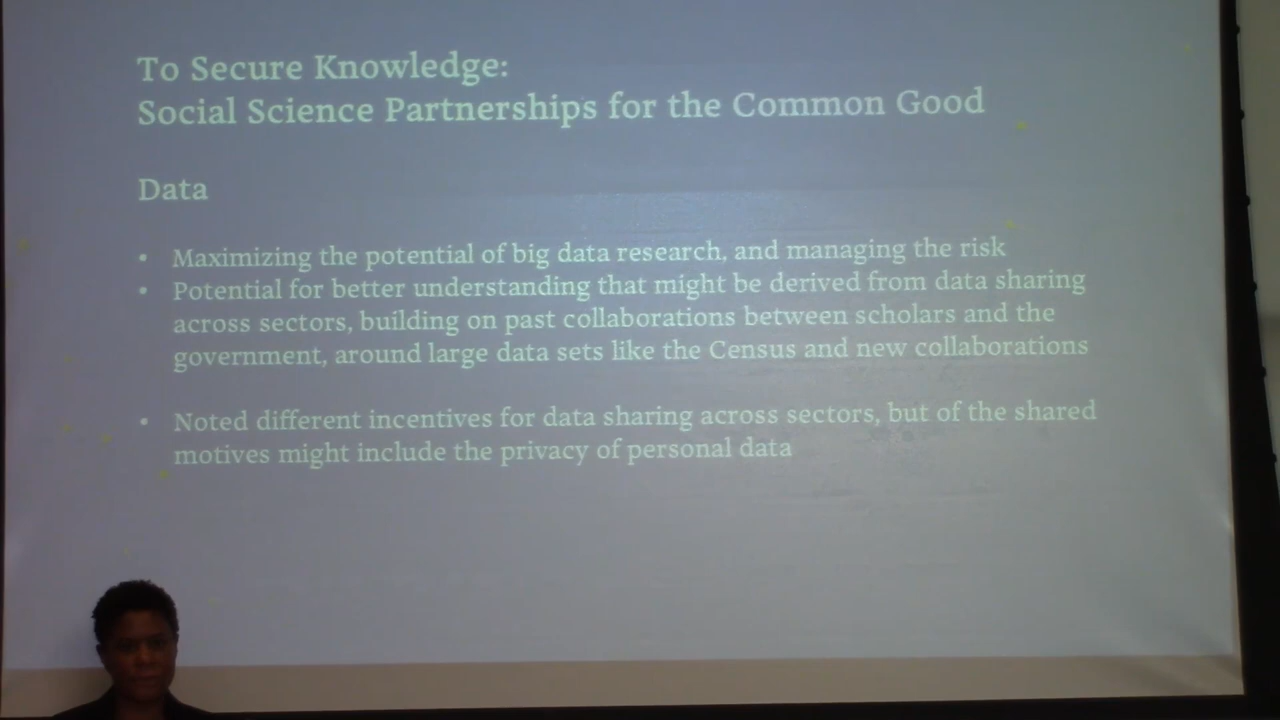 To Secure Knowledge:
Social Science Partnerships for the Common Good
Data
• Maximizing the potential of big data research, and managing the risk
• Potential for better understanding that might be derived from data sharing
across sectors, building on past collaborations between scholars and the
government, around large data sets like the Census and new collaborations
• Noted different incentives for data sharing across sectors, but of the shared
motives might include the privacy of personal data